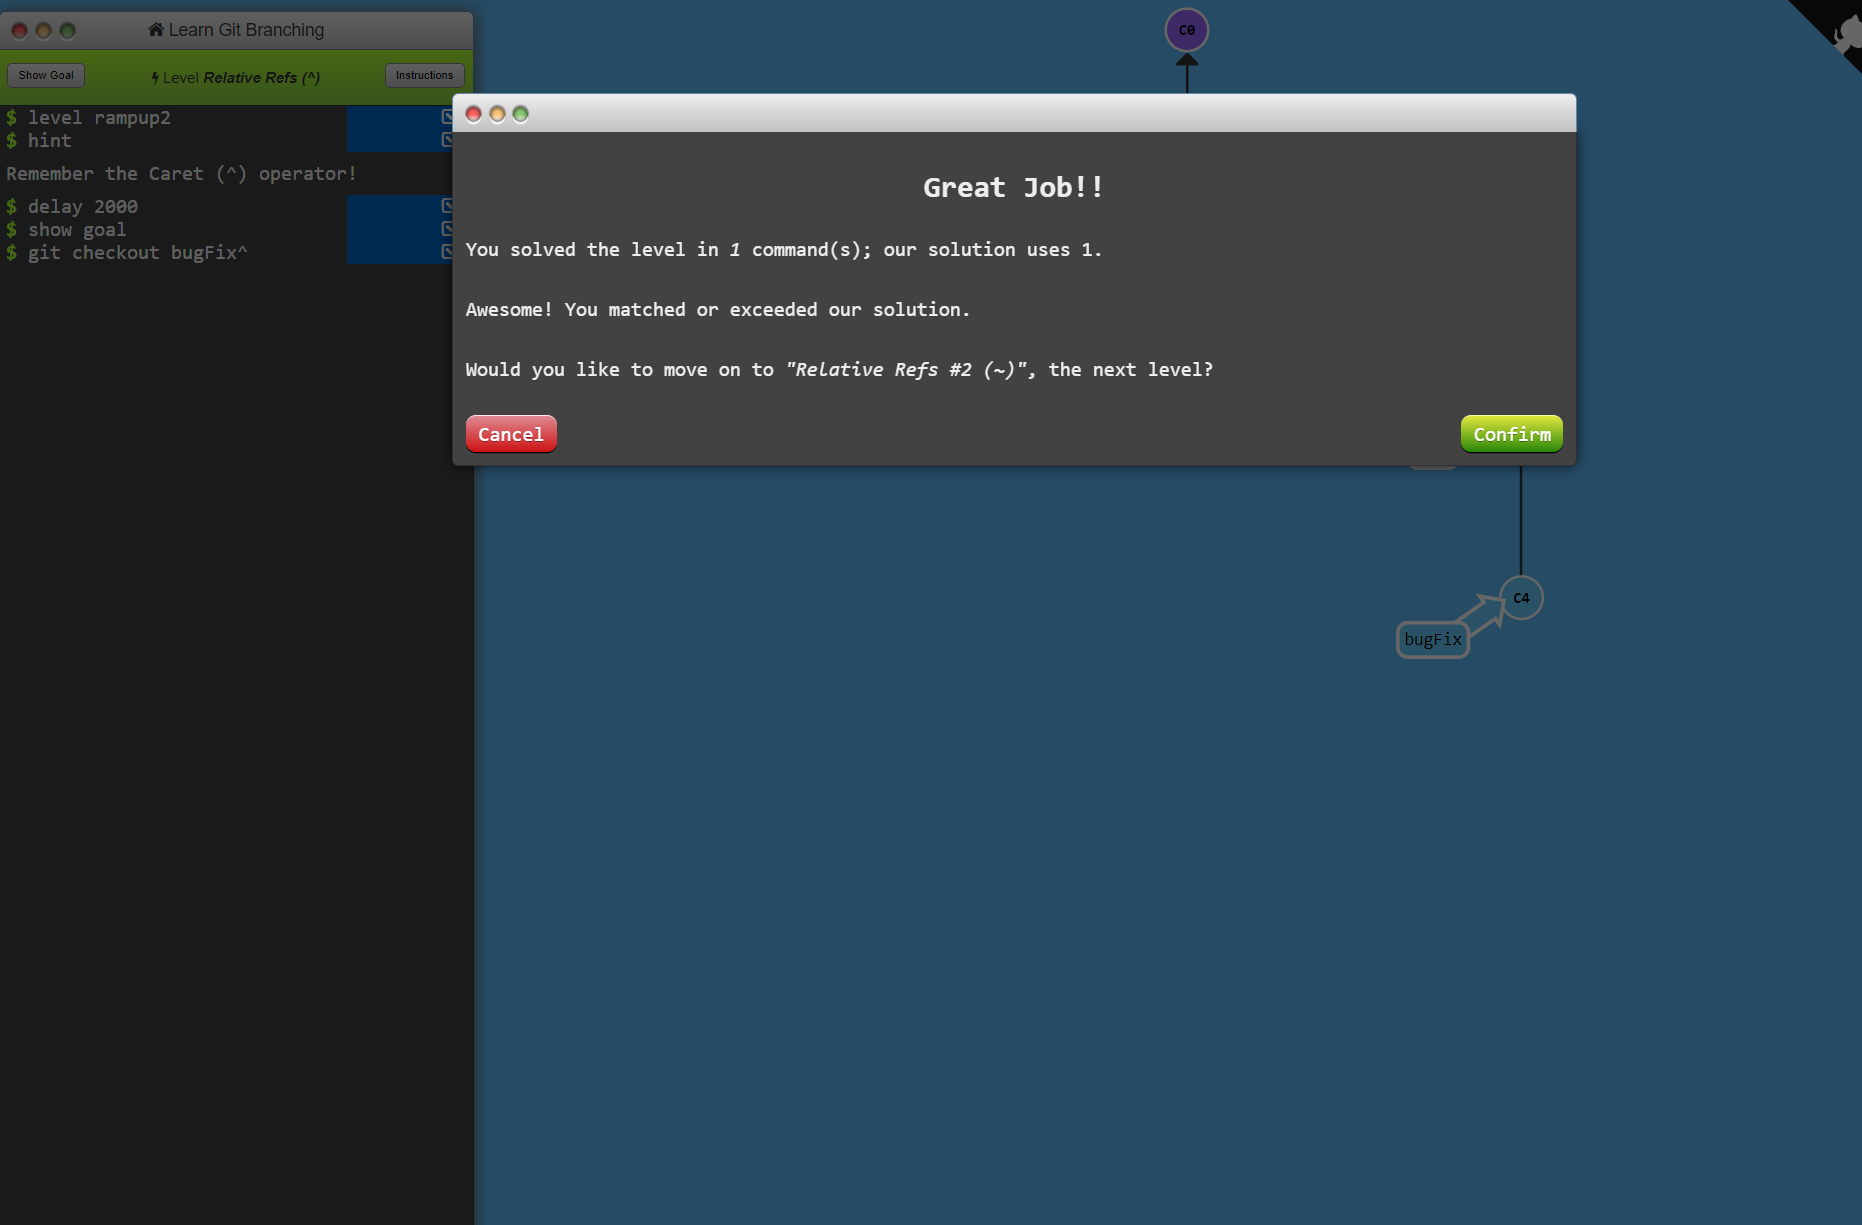 Learn Git Branching
Show Goal
Level Relative Refs (^)
Instructions
$ level rampup2
$ hint
Remember the Caret (^) operator!
$ delay 2000
$ show goal
$ git checkout bugFix^
C0
Great Job!!
You solved the level in 1 command(s); our solution uses 1.
Awesome! You matched or exceeded our solution.
Would you like to move on to "Relative Refs #2 (~)", the next level?
Cancel
Confirm
C4
bugFix